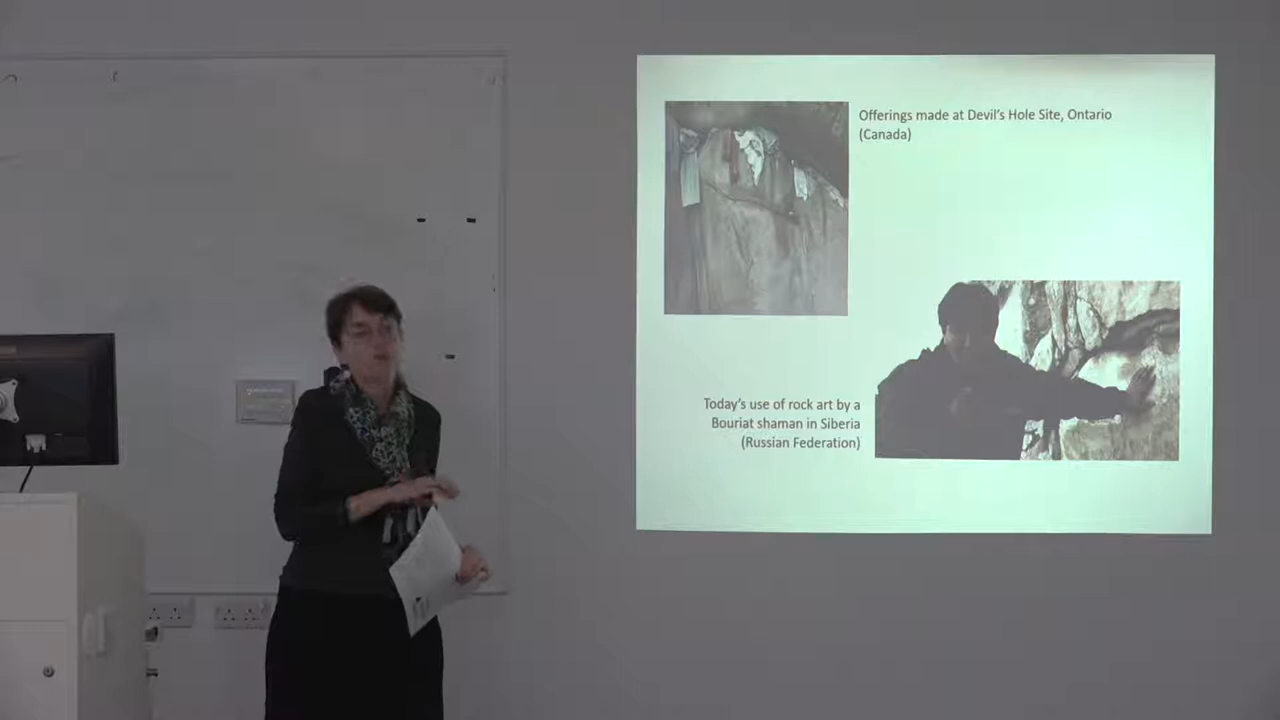 Offerings made at Devil's Hole Site, Ontario
(Canada)
Today's use of rock art by a
Bouriat shaman in Siberia
(Russian Federation)